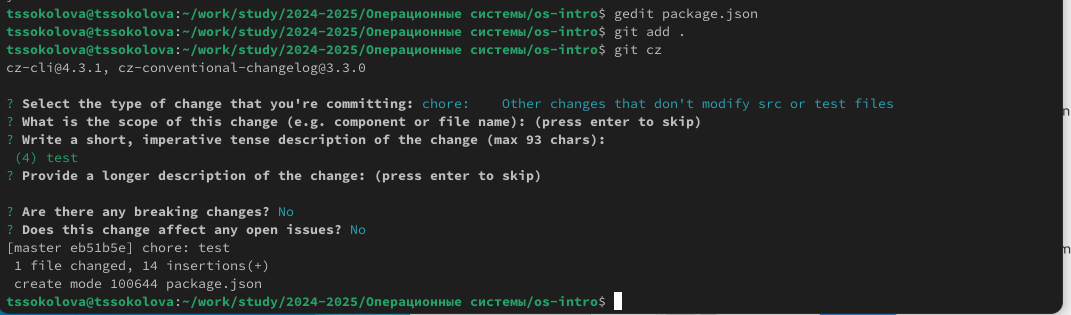 tssokolova@tssokolova:~/work/study/2024-2025/Операционные системы/os-intro$ gedit package.json
tssokolova@tssokolova:~/work/study/2024-2025/Операционные системы/os-intro$ git add .
tssokolova@tssokolova:~/work/study/2024-2025/Операционные системы/os-intro$ git cz
cz-cli@4.3.1, cz-conventional-changelog@3.3.0
? Select the type of change that you're committing: chore:    Other changes that don't modify src or test files
? What is the scope of this change (e.g. component or file name): (press enter to skip)
? Write a short, imperative tense description of the change (max 93 chars):
(4) test
? Provide a longer description of the change: (press enter to skip)
? Are there any breaking changes? No
? Does this change affect any open issues? No
[master eb51b5e] chore: test
1 file changed, 14 insertions(+)
create mode 100644 package.json
tssokolova@tssokolova:~/work/study/2024-2025/Операционные системы/os-intro$